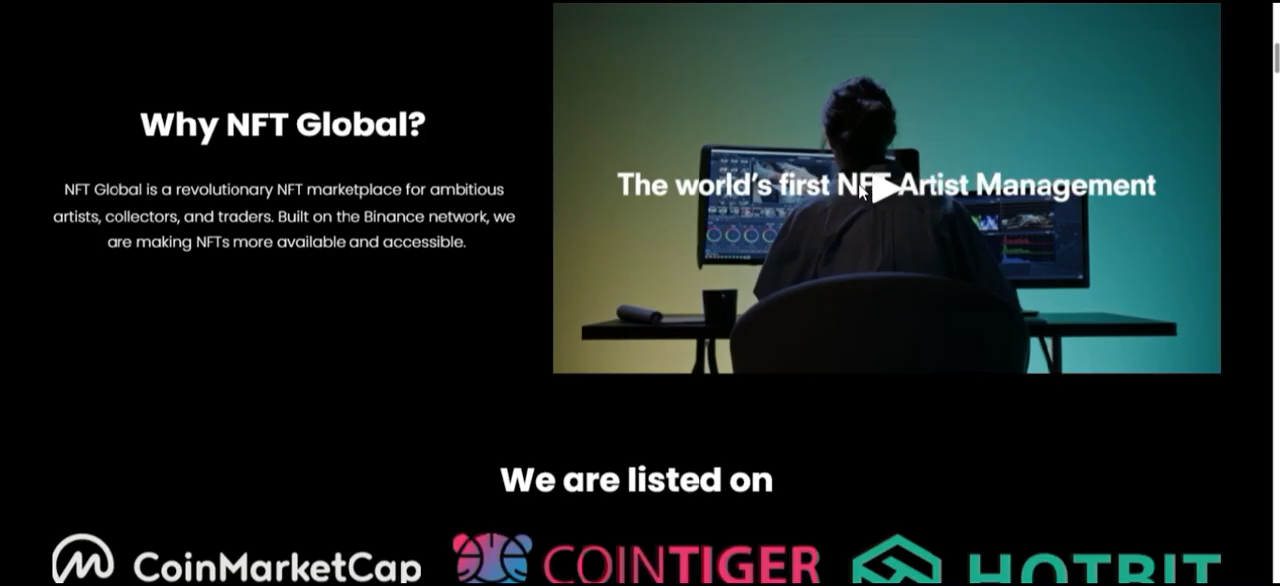 Why NFT Global?
NFT Global is a revolutionary NFT marketplace for ambitious
artists, collectors, and traders. Built on the Binance network, we
are making NFTs more available and accessible.
The world's first NFT Artist Management
We are listed on
CoinMarketCap
COINTIGER
HOTBIT